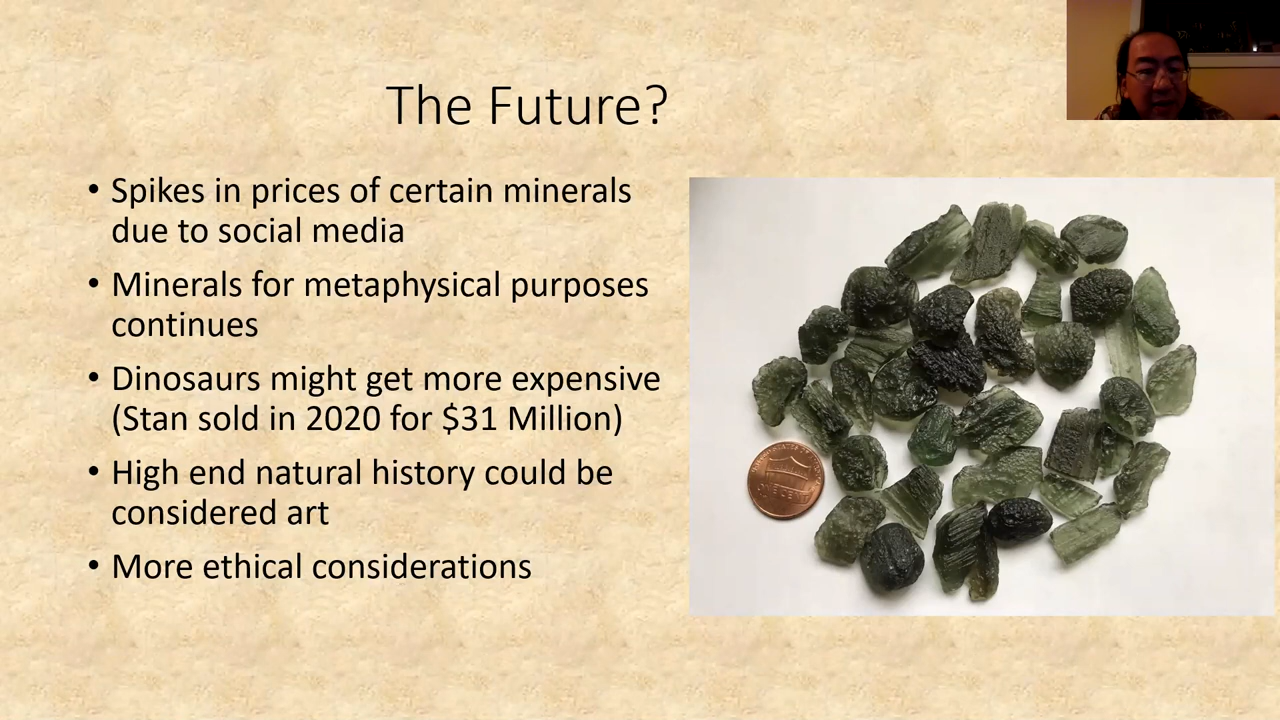 The Future?
• Spikes in prices of certain minerals
due to social media
• Minerals for metaphysical purposes
continues
• Dinosaurs might get more expensive
(Stan sold in 2020 for $31 Million)
• High end natural history could be
considered art
• More ethical considerations
ONE CENT